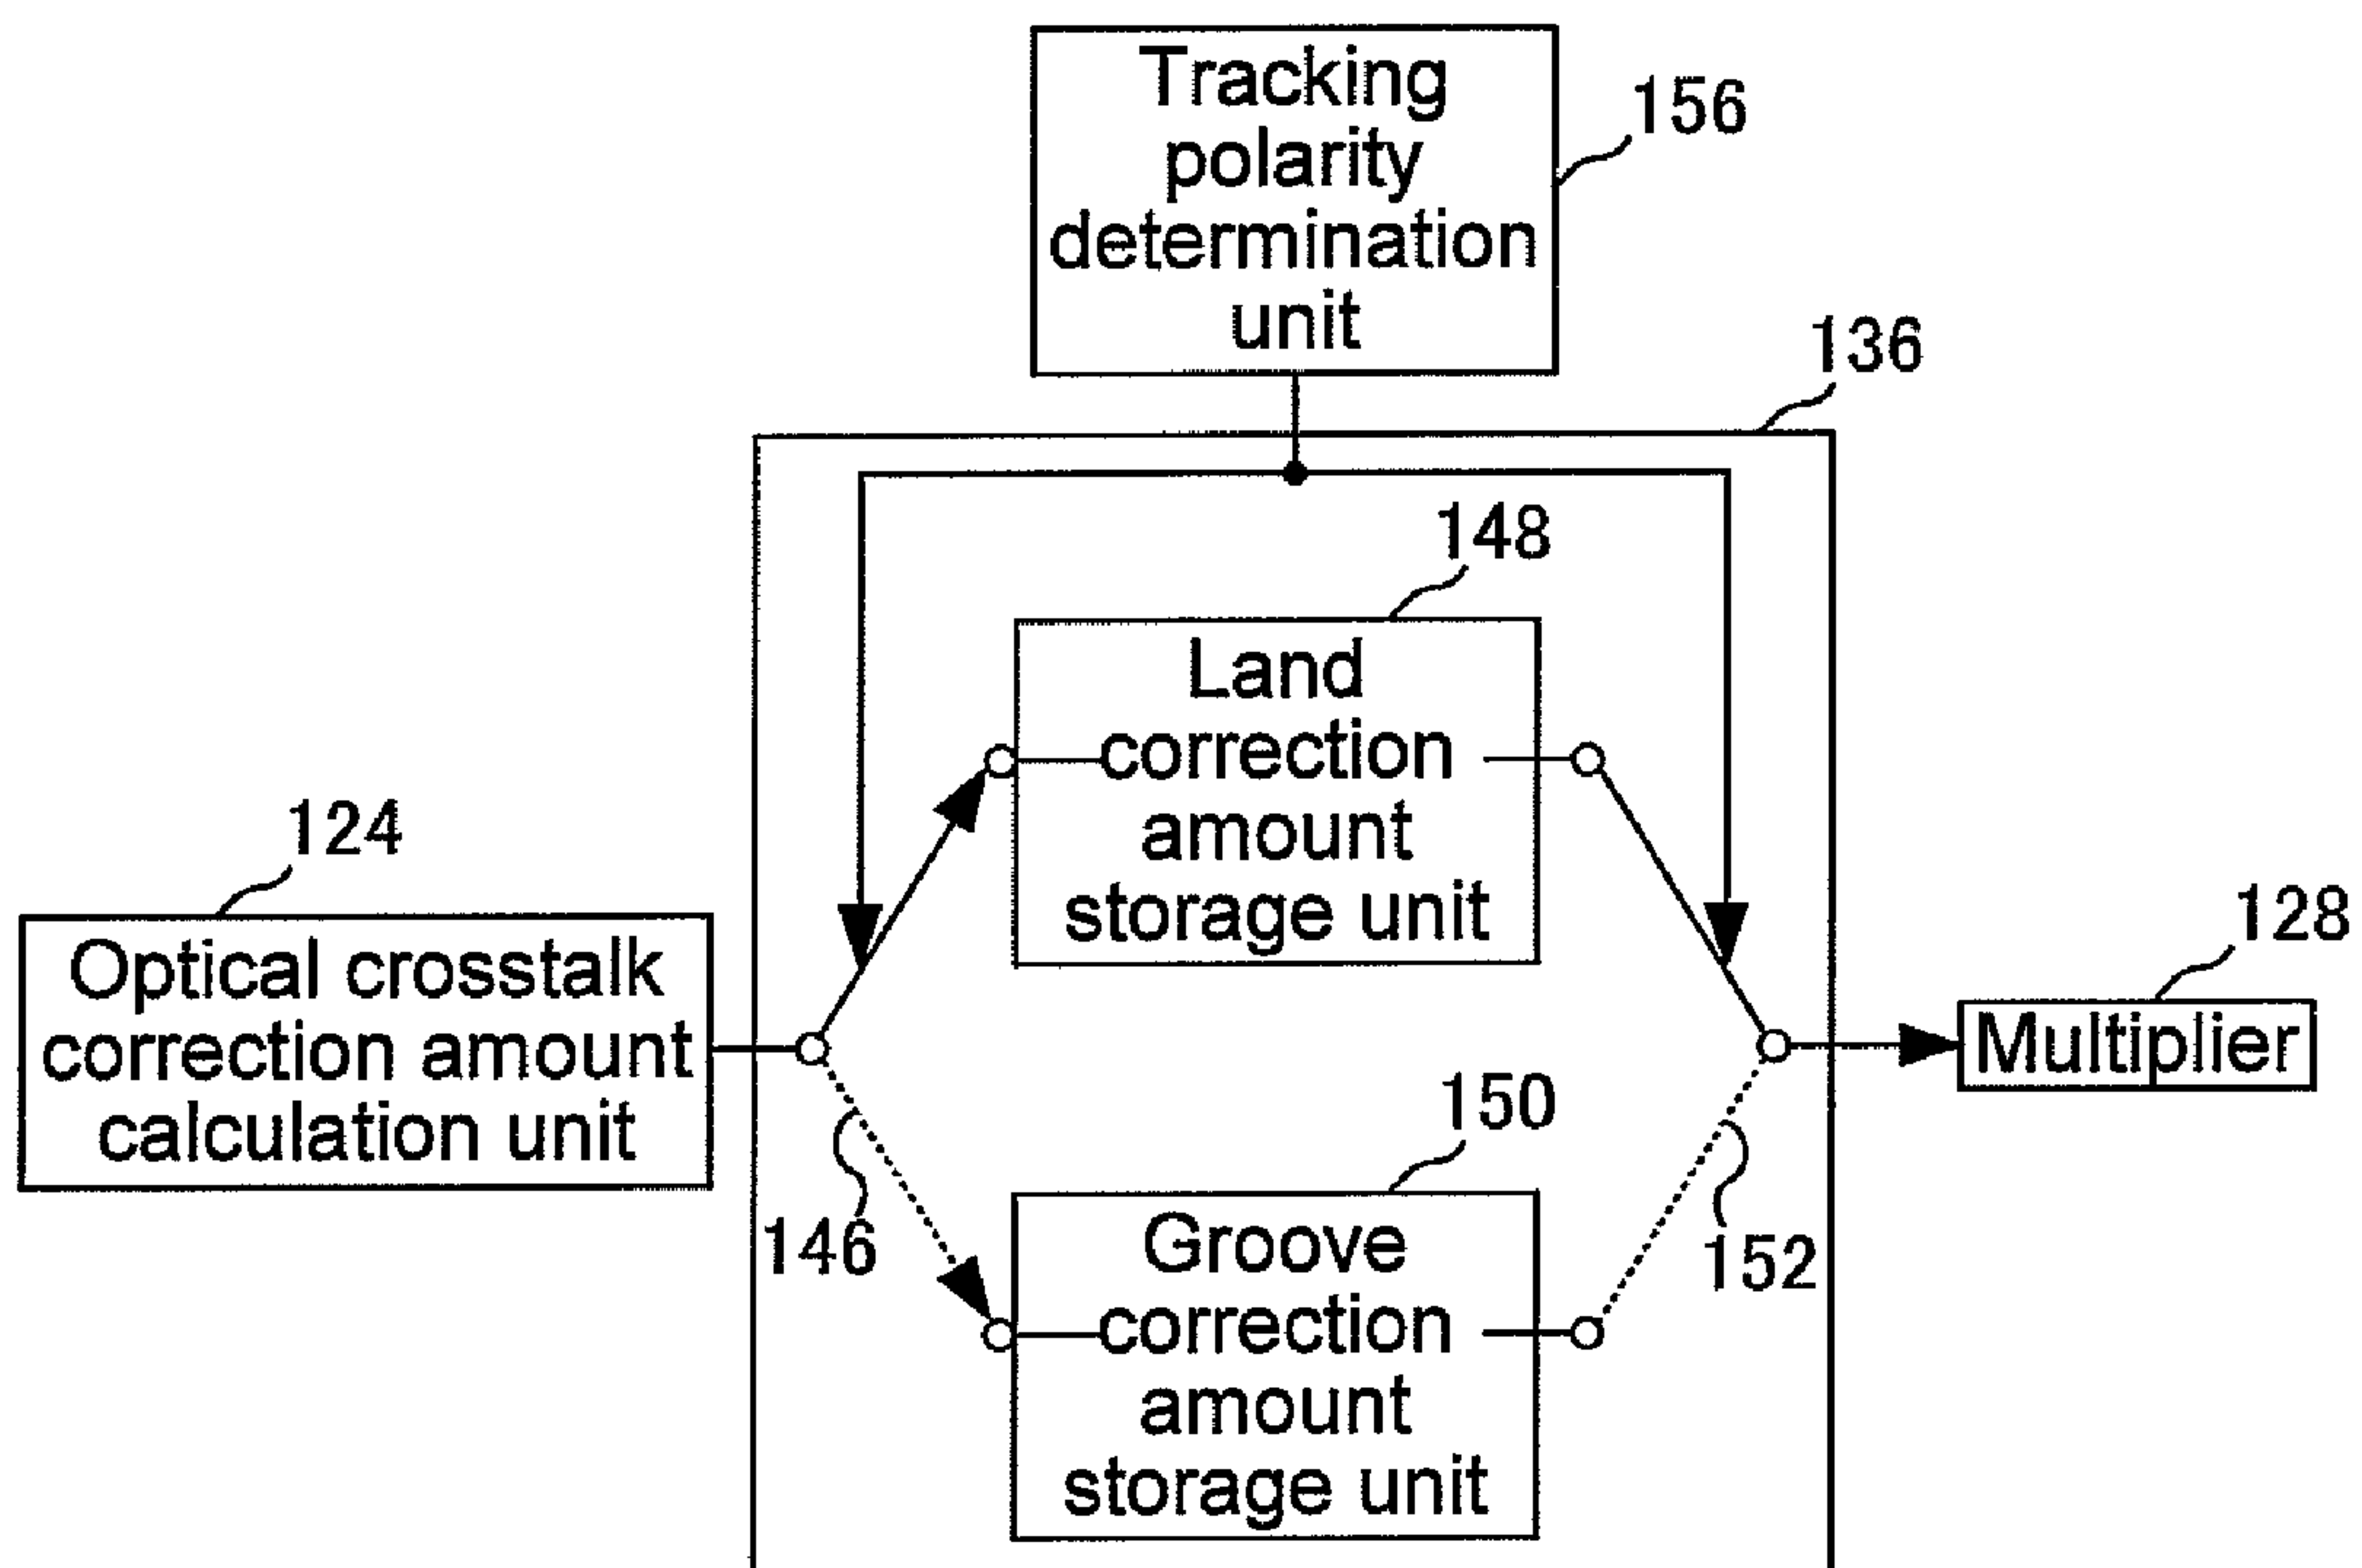 Tracking
polarity
determination
unit
156
136
148
Land
correction
amount
storage unit
124
Optical crosstalk
correction amount
calculation unit
128
Multiplier
146
150
Groove
correction
amount
storage unit
152